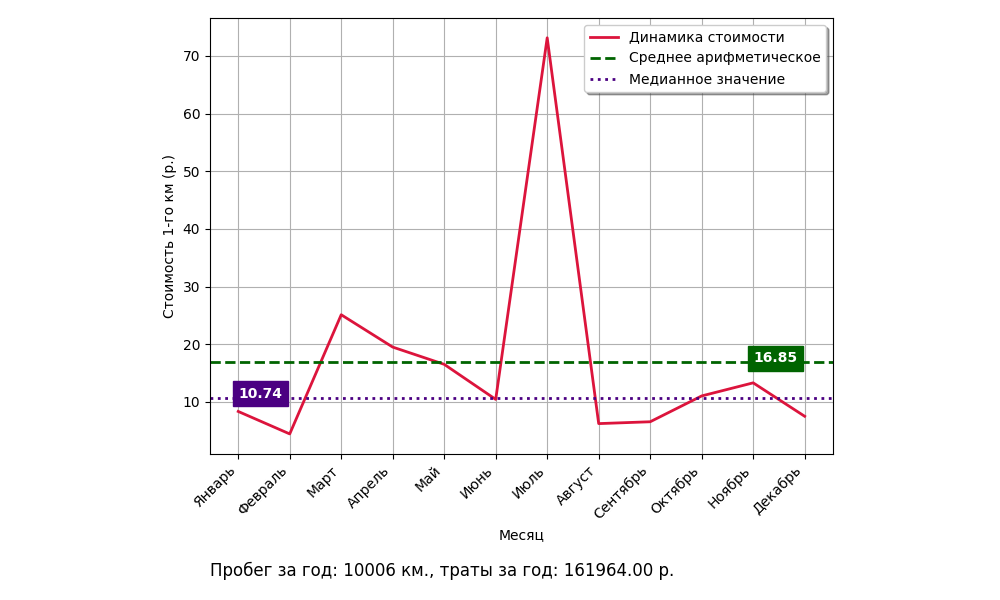 Динамика стоимости
Среднее арифметическое
Медианное значение
Стоимость 1-го км (р.)
70
60
50
40
30
20
10
16.85
10.74
Январь
Февраль
Март
Апрель
Май
Июнь
Июль
Август
Сентябрь
Октябрь
Ноябрь
Декабрь
Месяц
Пробег за год: 10006 км., траты за год: 161964.00 р.